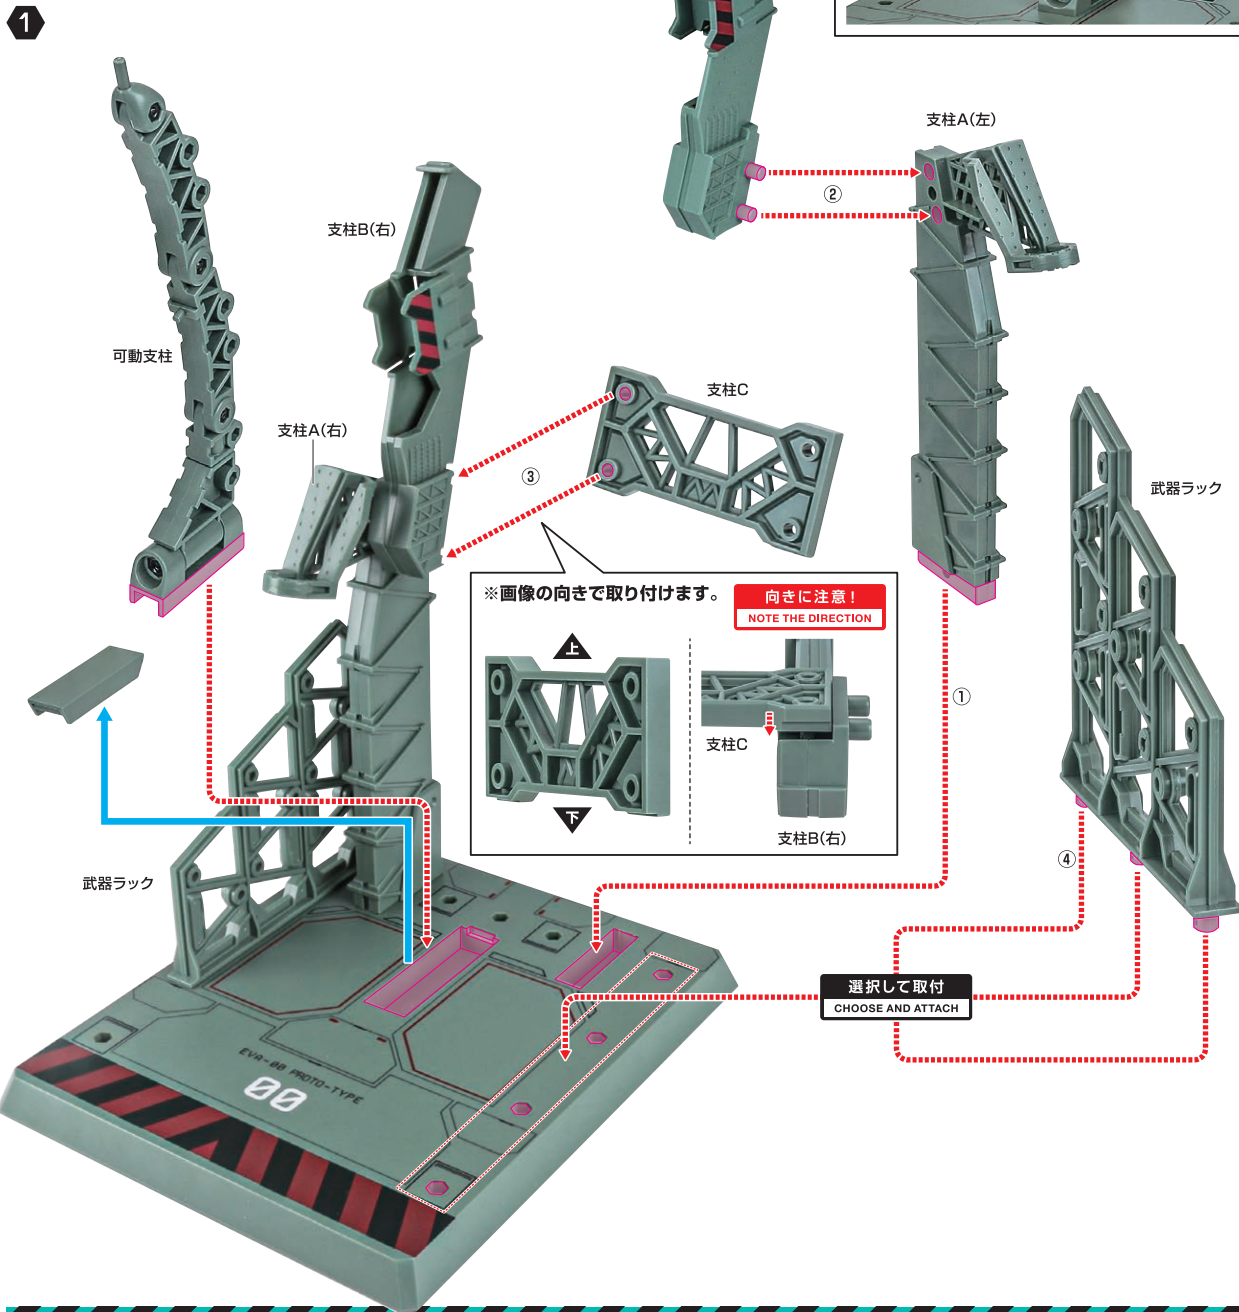 1
支柱A(左)
②
支柱B(右)
可動支柱
支柱C
支柱A(右)
③
武器ラック
※画像の向きで取り付けます。
向きに注意!
NOTE THE DIRECTION
上
①
支柱C
下
支柱B(右)
④
武器ラック
選択して取付
CHOOSE AND ATTACH
EVA-00 PROTO-TYPE
00